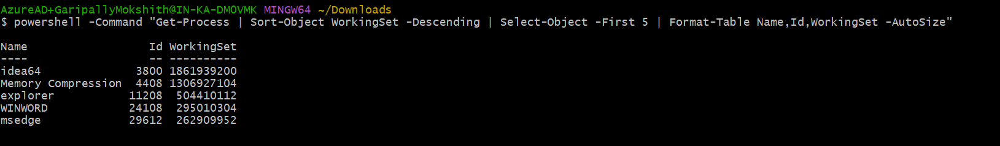 AzureAD+GaripallyMokshith@IN-KA-DM0VMK MINGW64 ~/Downloads
$ powershell -Command "Get-Process | Sort-Object WorkingSet -Descending | Select-Object -First 5 | Format-Table Name,Id,WorkingSet -AutoSize"
Name Id WorkingSet
---- -- ----------
idea64 3800 1861939200
Memory Compression 4408 1306927104
explorer 11208 504410112
WINWORD 24108 295010304
msedge 29612 262909952